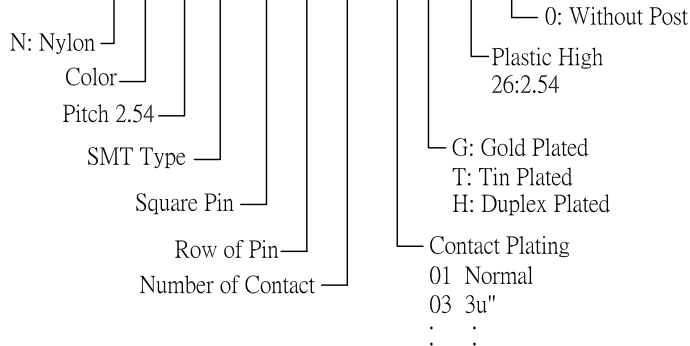 0: Without Post
N: Nylon
Plastic High
Color
26:2.54
Pitch 2.54
G: Gold Plated
SMT Type
T: Tin Plated
Square Pin
H: Duplex Plated
Row of Pin
Contact Plating
Number of Contact
01 Normal
03 3u"
: :